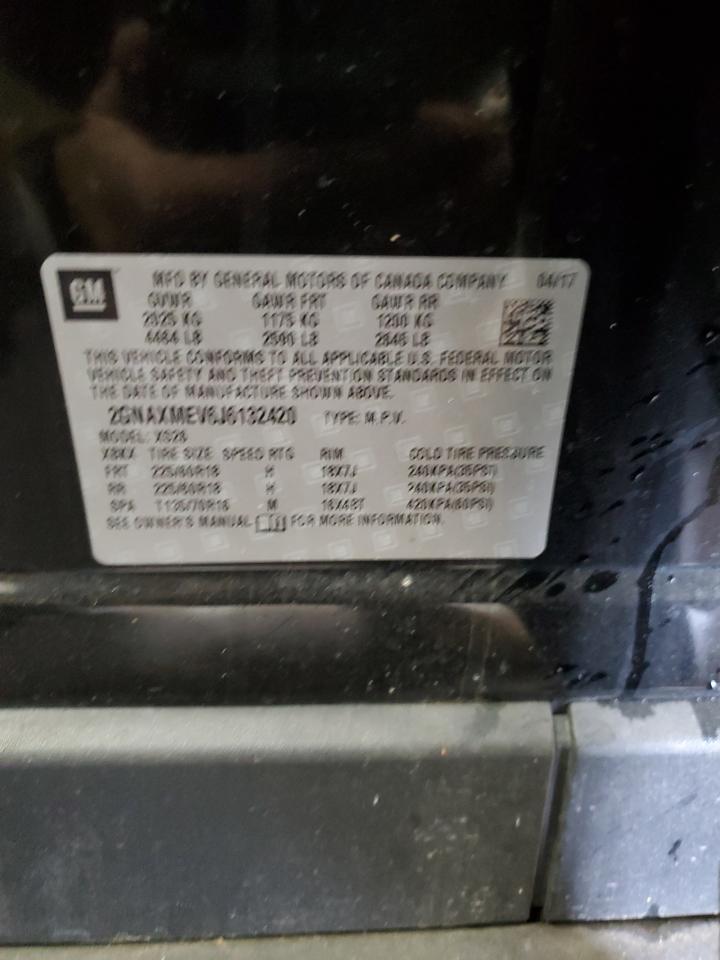 GM MFD BY GENERAL MOTORS OF CANADA COMPANY 04/17
GVWR GAWR FRT GAWR RR
2025 KG 1175 KG 1290 KG
4464 LB 2590 LB 2845 LB
THIS VEHICLE CONFORMS TO ALL APPLICABLE U.S. FEDERAL MOTOR
VEHICLE SAFETY AND THEFT PREVENTION STANDARDS IN EFFECT ON
THE DATE OF MANUFACTURE SHOWN ABOVE.
2GNAXMEV6J6132420 TYPE: M.P.V.
MODEL: XS26
TIRE SIZE SPEED RTG RIM COLD TIRE PRESSURE
FRT 225/60R18 H 18X7J 240KPA(35PSI)
RR 225/60R18 H 18X7J 240KPA(35PSI)
SPA T135/70R16 M 16X4BT 420KPA(60PSI)
SEE OWNER'S MANUAL FOR MORE INFORMATION.